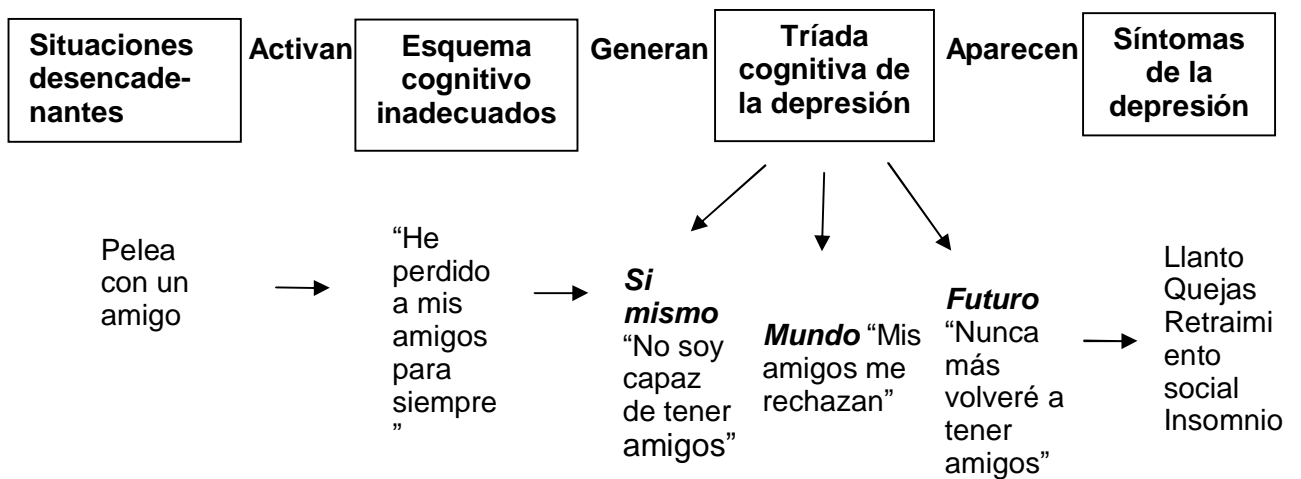 Situaciones
desencade-
nantes
Activan
Esquema
cognitivo
inadecuados
Generan
Tríada
cognitiva de
la depresión
Aparecen
Síntomas
de la
depresión
Pelea
con un
amigo
“He
perdido
a mis
amigos
para
siempre
”
Si
mismo
“No soy
capaz
de tener
amigos”
Mundo “Mis
amigos me
rechazan”
Futuro
“Nunca
más
volveré a
tener
amigos”
Llanto
Quejas
Retraimi
ento
social
Insomnio